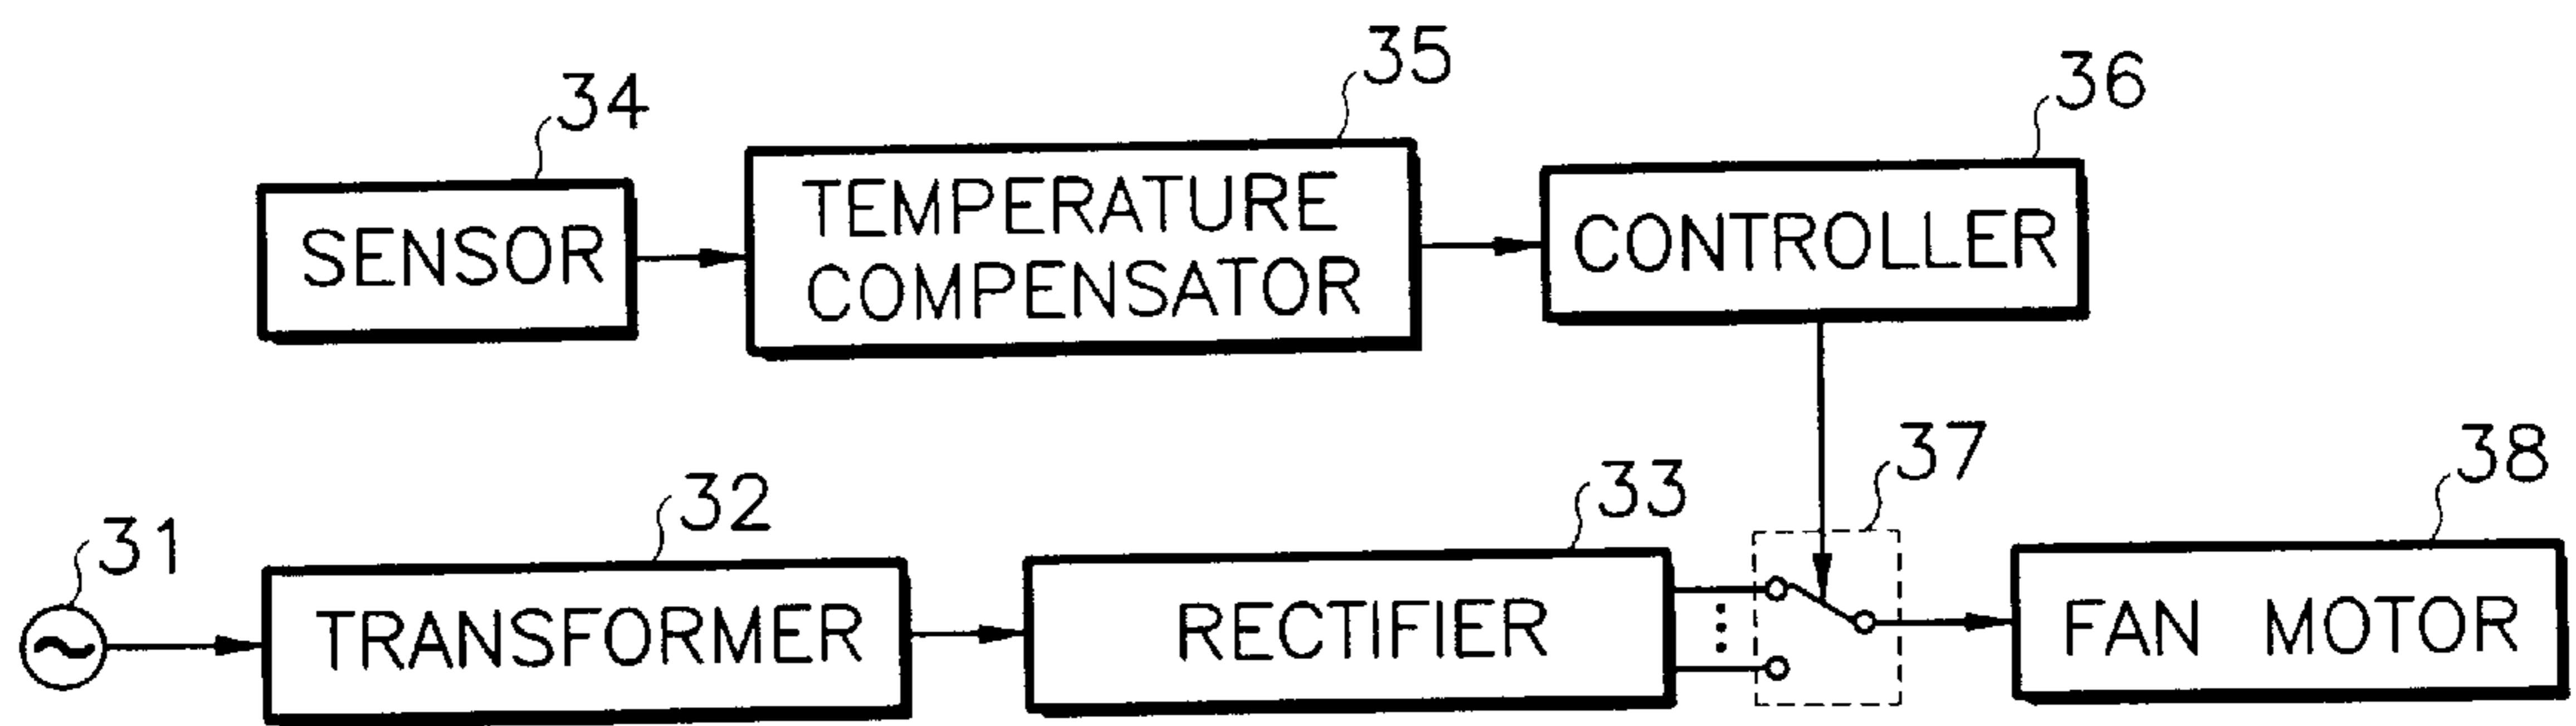 34
SENSOR
35
TEMPERATURE
COMPENSATOR
36
CONTROLLER
31
32
TRANSFORMER
33
RECTIFIER
37
38
FAN MOTOR